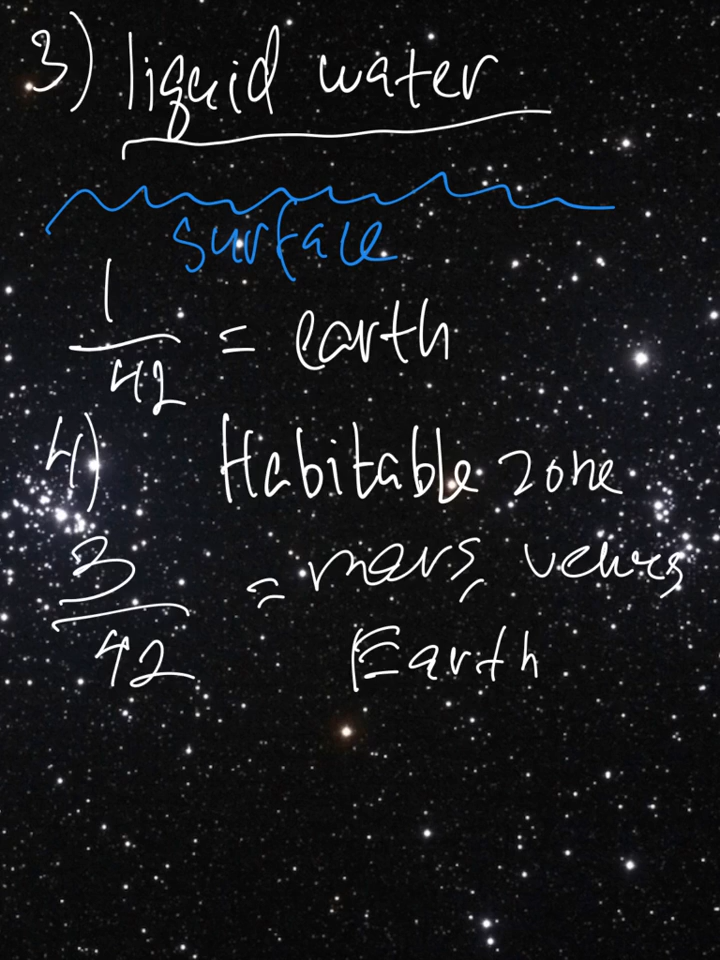 3) liquid water
surface
1/42 = earth
4) Habitable zone
3/42 = mars, venus
Earth